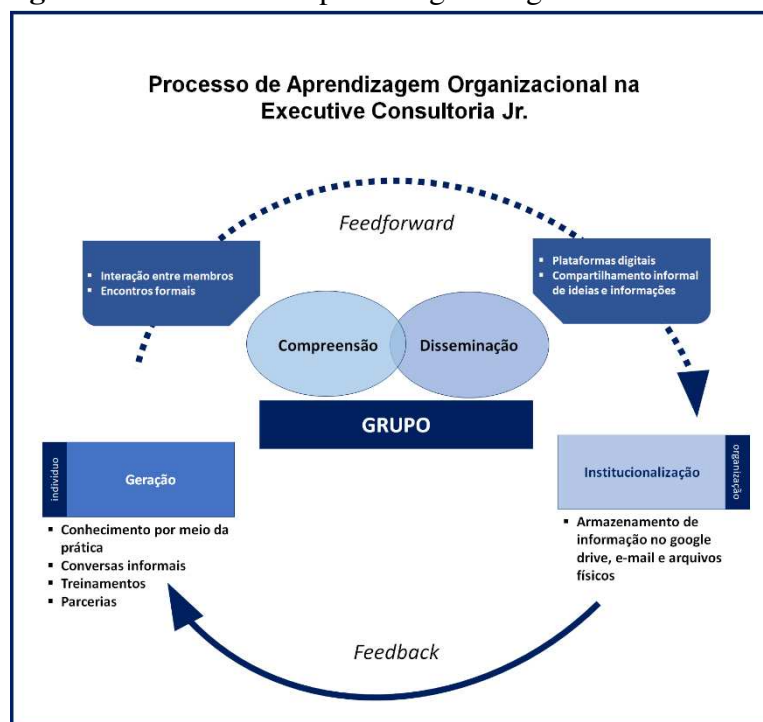 Processo de Aprendizagem Organizacional na
Executive Consultoria Jr.
Feedforward
▪ Interação entre membros
▪ Encontros formais
▪ Plataformas digitais
▪ Compartilhamento informal
de ideias e informações
Compreensão
Disseminação
GRUPO
indivíduo
Geração
Institucionalização
organização
▪ Conhecimento por meio da
prática
▪ Conversas informais
▪ Treinamentos
▪ Parcerias
▪ Armazenamento de
informação no google
drive, e-mail e arquivos
físicos
Feedback